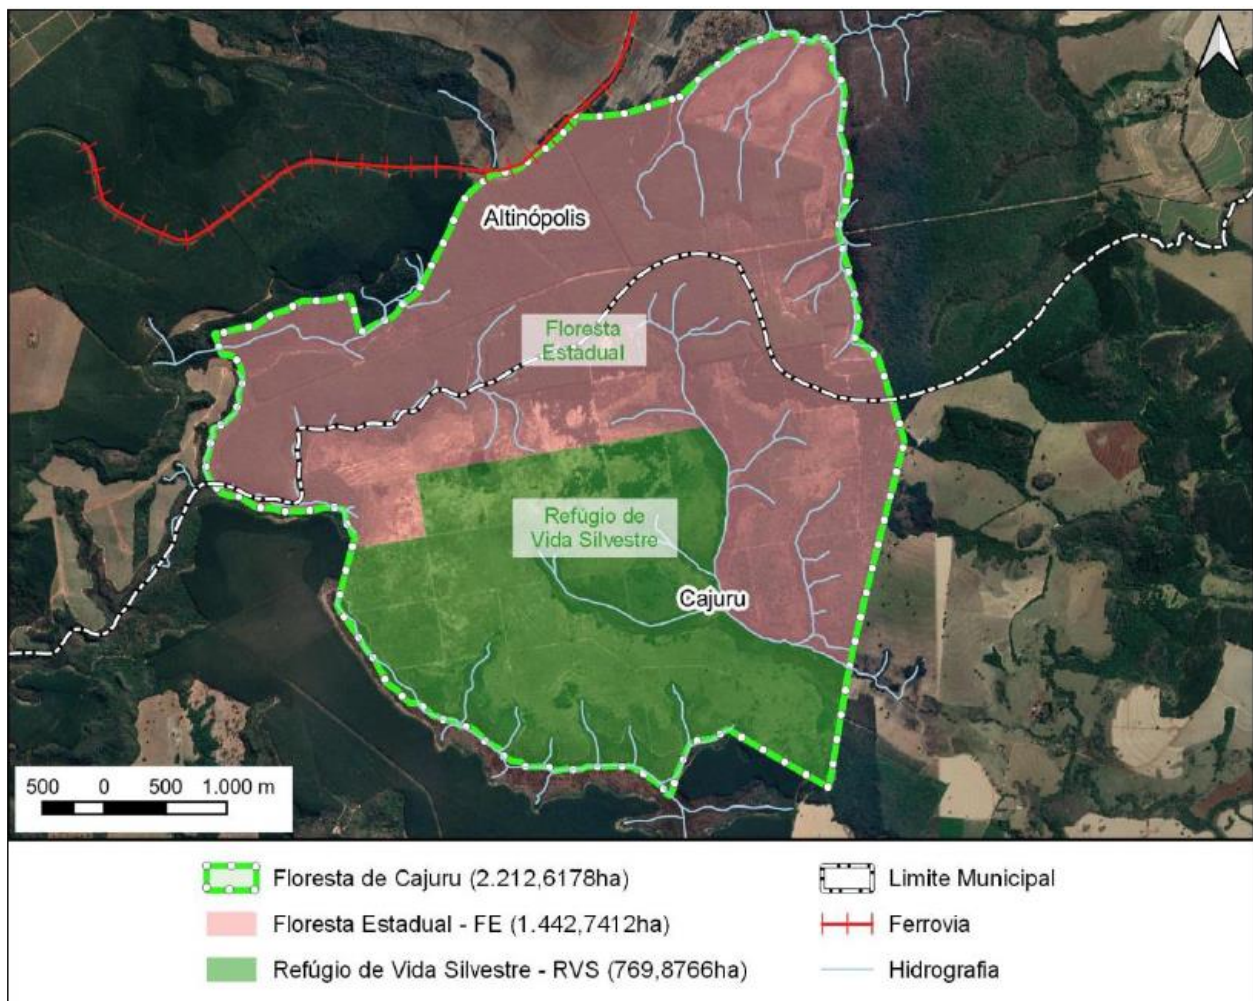 Altinópolis
Floresta
Estadual
Refúgio de
Vida Silvestre
Cajuru
500 0 500 1.000 m
Floresta de Cajuru (2.212,6178ha)
Floresta Estadual - FE (1.442,7412ha)
Refúgio de Vida Silvestre - RVS (769,8766ha)
Limite Municipal
Ferrovia
Hidrografia